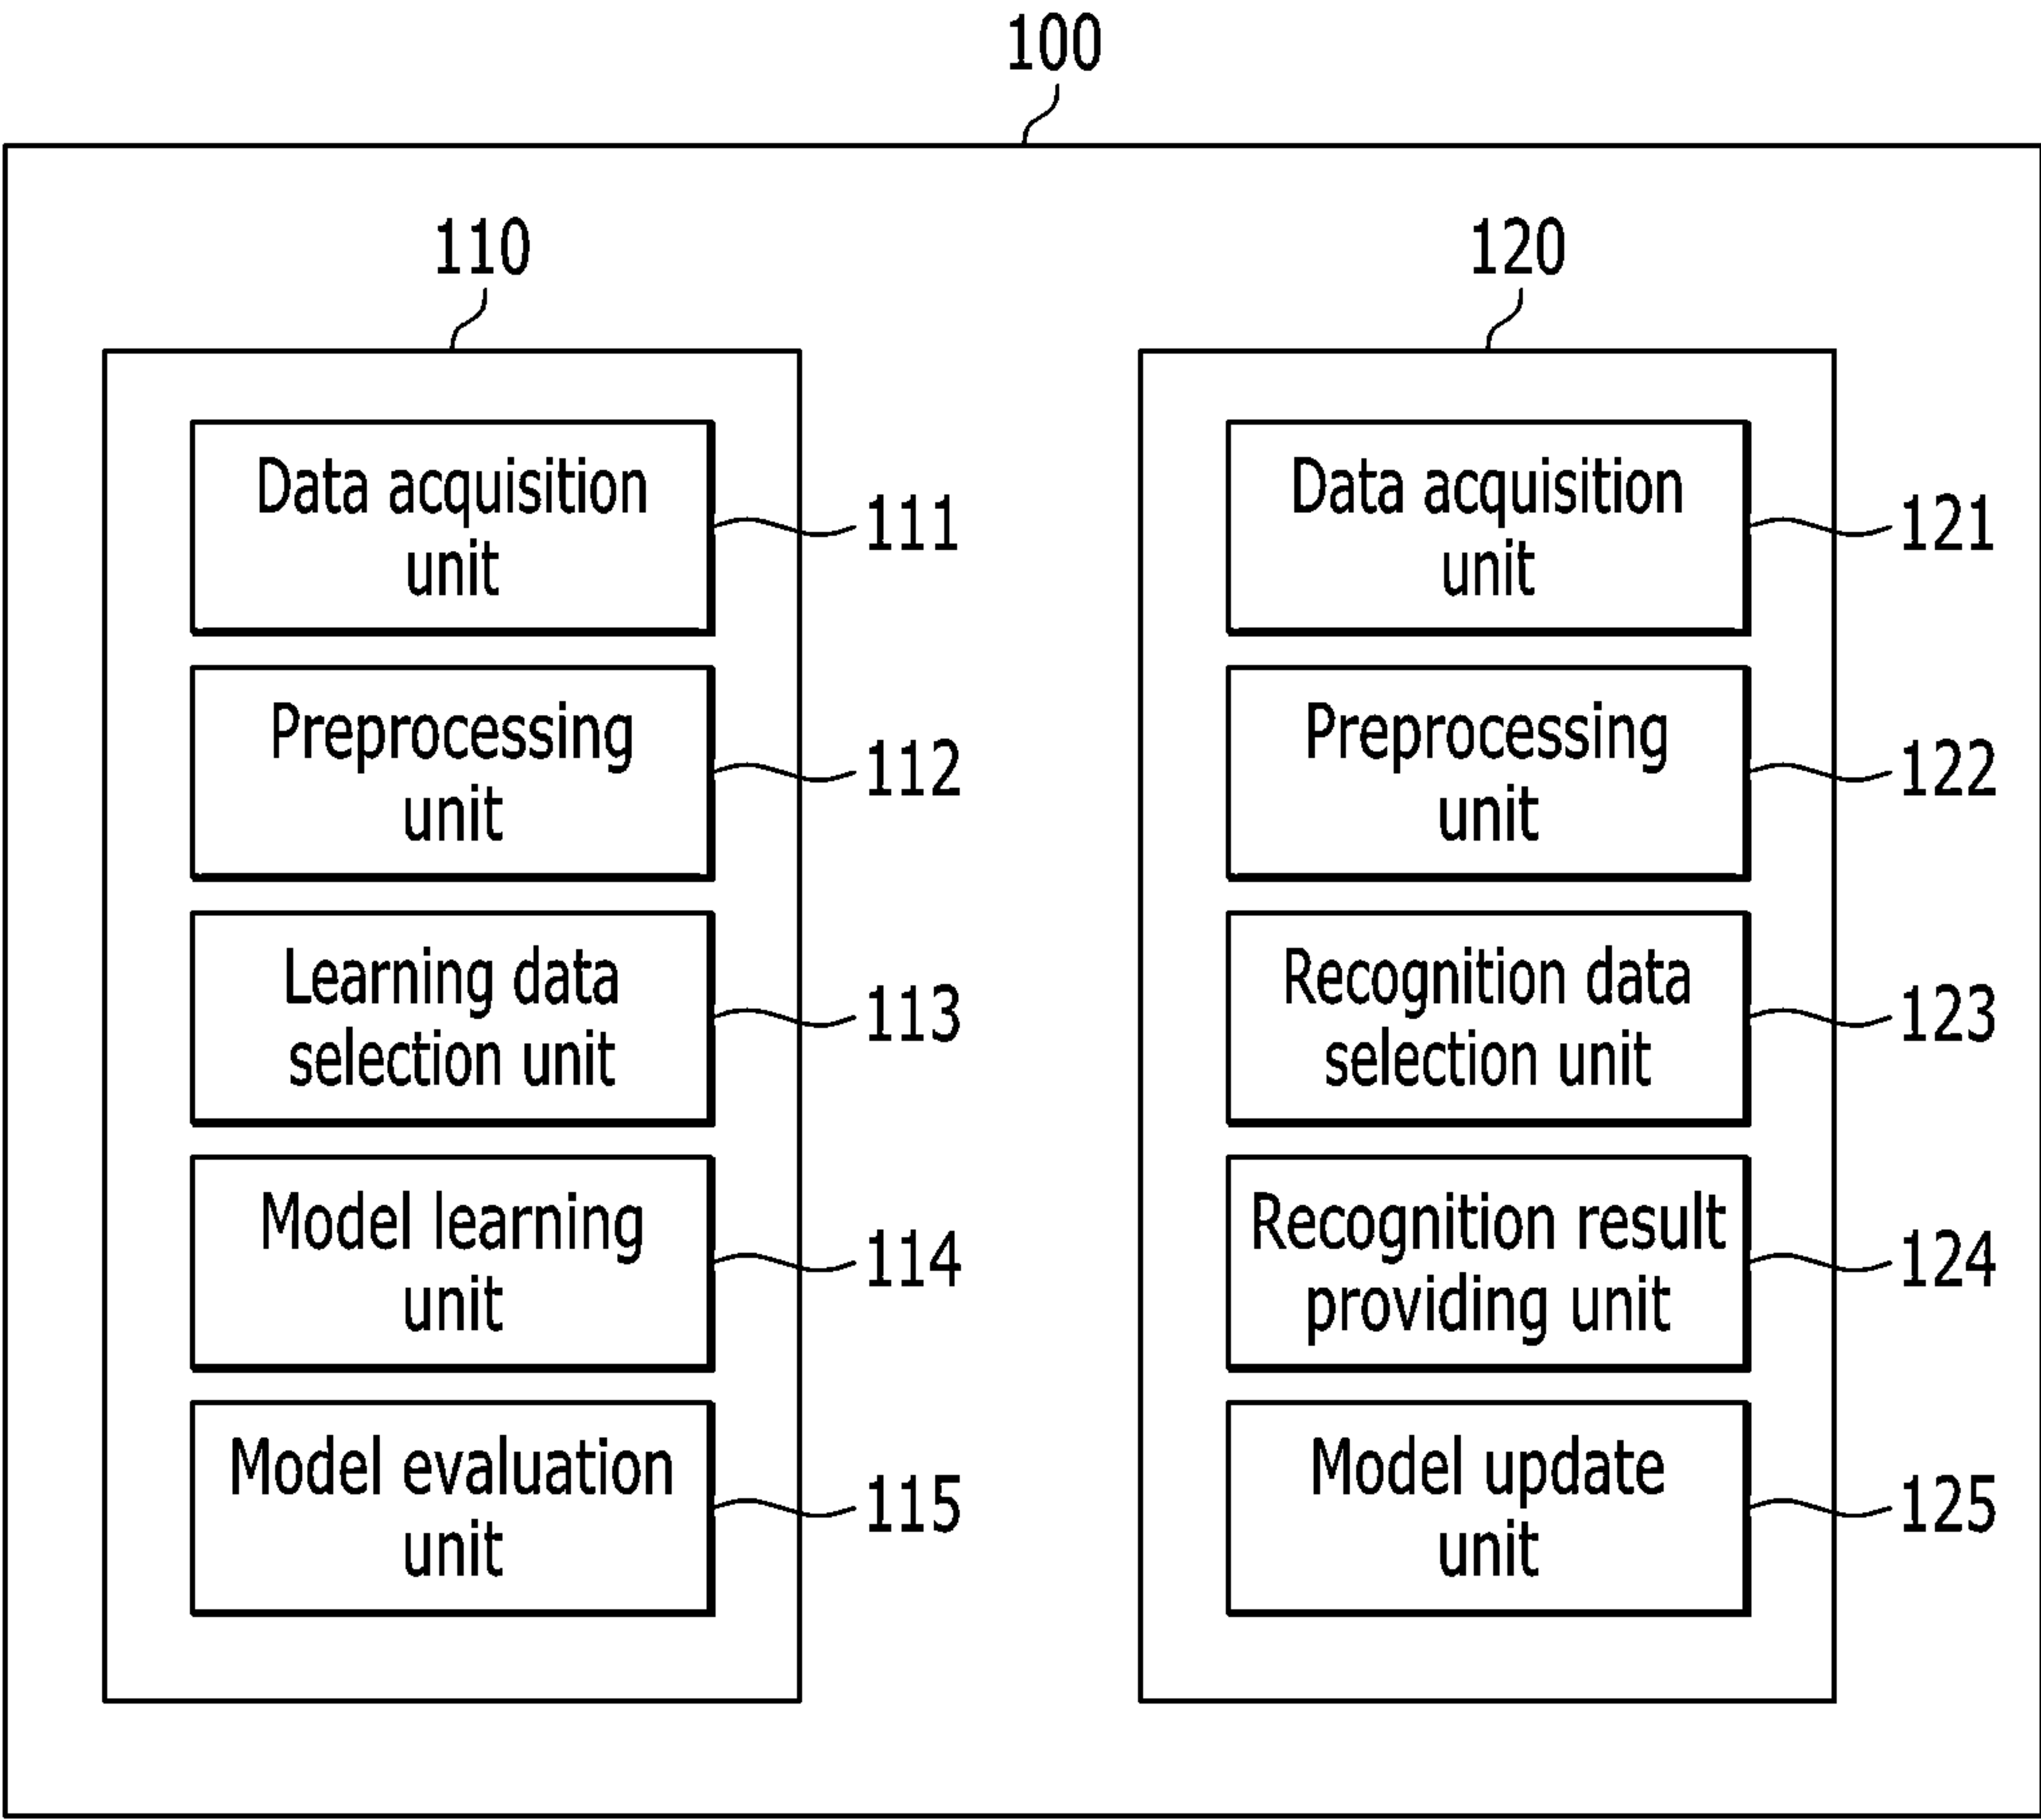 100
110
Data acquisition
unit
111
Preprocessing
unit
112
Learning data
selection unit
113
Model learning
unit
114
Model evaluation
unit
115
120
Data acquisition
unit
121
Preprocessing
unit
122
Recognition data
selection unit
123
Recognition result
providing unit
124
Model update
unit
125